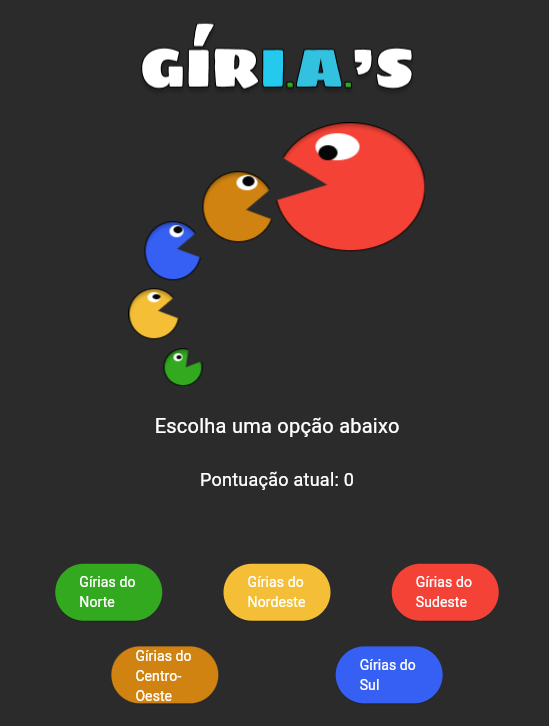 GÍRI.A.'S
Escolha uma opção abaixo
Pontuação atual: 0
Gírias do
Norte
Gírias do
Nordeste
Gírias do
Sudeste
Gírias do
Centro-
Oeste
Gírias do
Sul